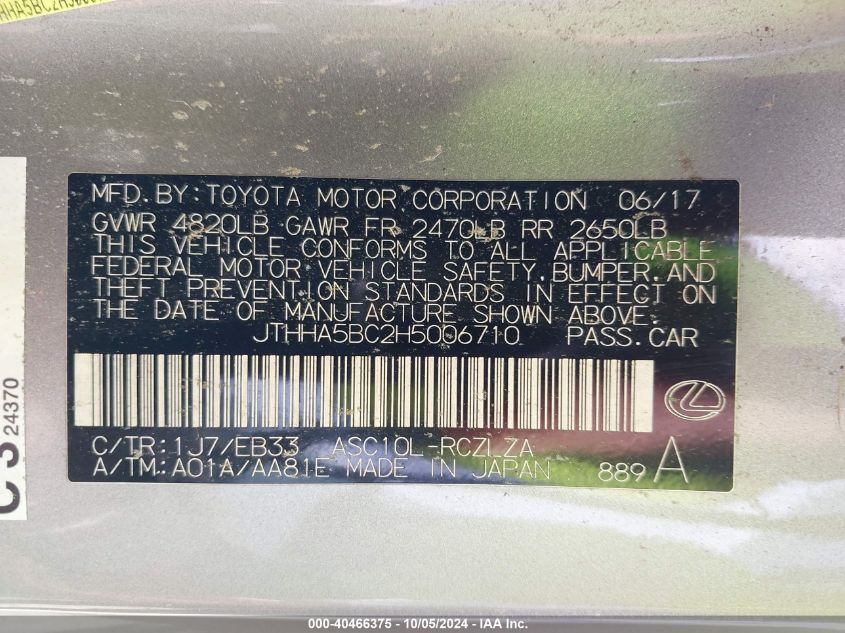 HHA5BC2H500
MFD.BY:TOYOTA MOTOR CORPORATION 06/17
GVWR 4820LB GAWR FR 2470LB RR 2650LB
THIS VEHICLE CONFORMS TO ALL APPLICABLE
FEDERAL MOTOR VEHICLE SAFETY,BUMPER,AND
THEFT PREVENTION STANDARDS IN EFFECT ON
THE DATE OF MANUFACTURE SHOWN ABOVE.
JTHHA5BC2H5006710 PASS.CAR
C/TR:1J7/EB33 ASC10L-RCZLZA
A/TM:A01A/AA81E MADE IN JAPAN 889 A
24370
000-40466375 - 10/05/2024 - IAA Inc.